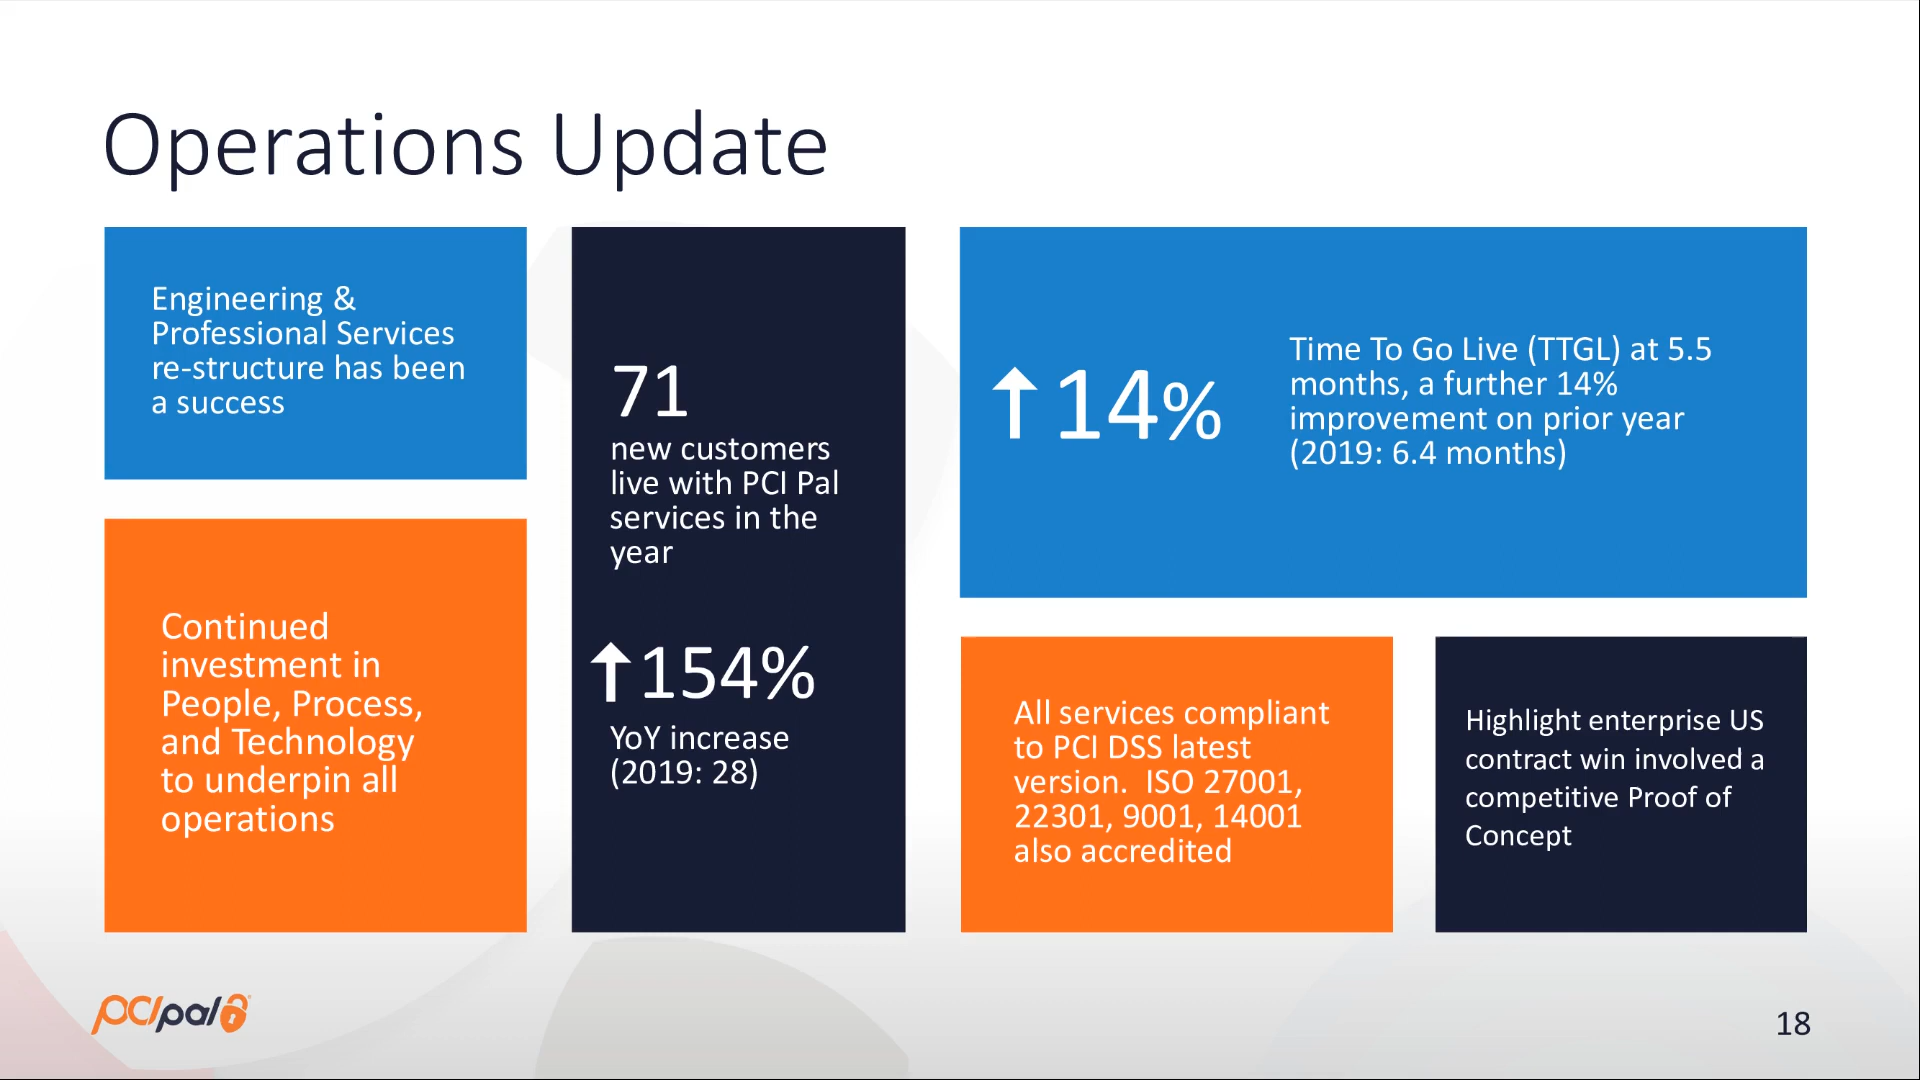 Operations Update
Engineering &
Professional Services
re-structure has been
a success
Continued
investment in
People, Process,
and Technology
to underpin all
operations
71
new customers
live with PCI Pal
services in the
year
↑154%
YoY increase
(2019: 28)
↑14%
Time To Go Live (TTGL) at 5.5
months, a further 14%
improvement on prior year
(2019: 6.4 months)
All services compliant
to PCI DSS latest
version.  ISO 27001,
22301, 9001, 14001
also accredited
Highlight enterprise US
contract win involved a
competitive Proof of
Concept
pcipal
18